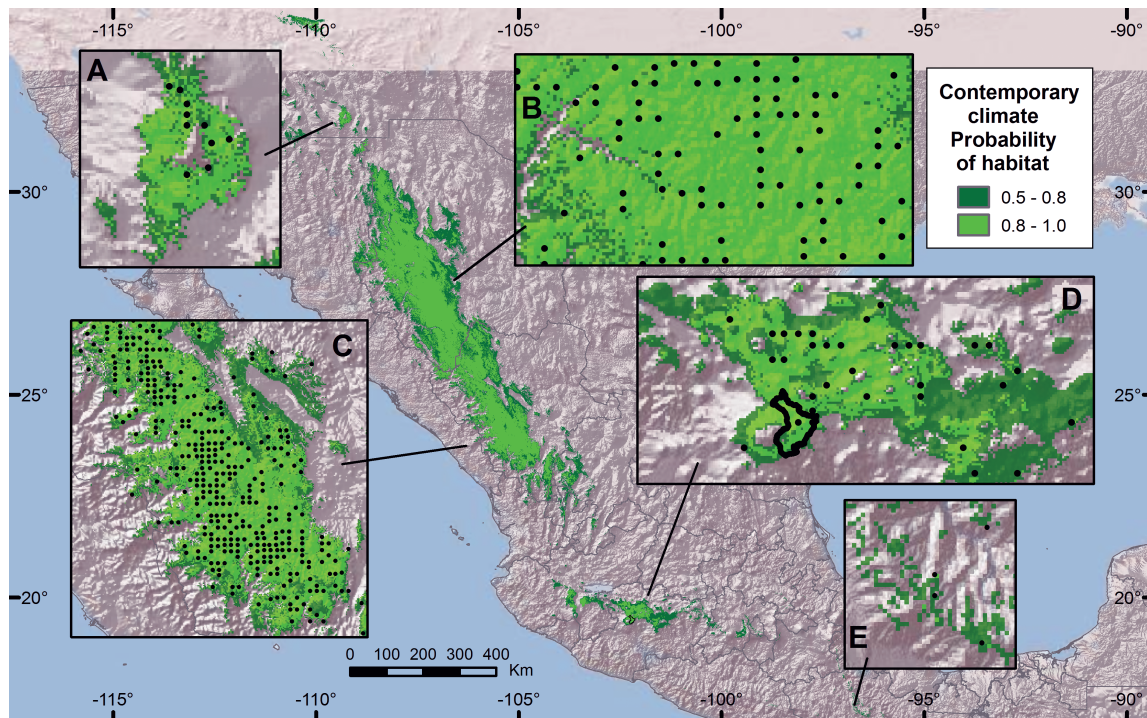 -115° -110° -105° -100° -95° -90°
A
B
Contemporary
climate
Probability
of habitat
0.5 - 0.8
0.8 - 1.0
30° 30°
D
C
25° 25°
E
20° 20°
0 100 200 300 400
Km
-115° -110° -105° -100° -95° -90°